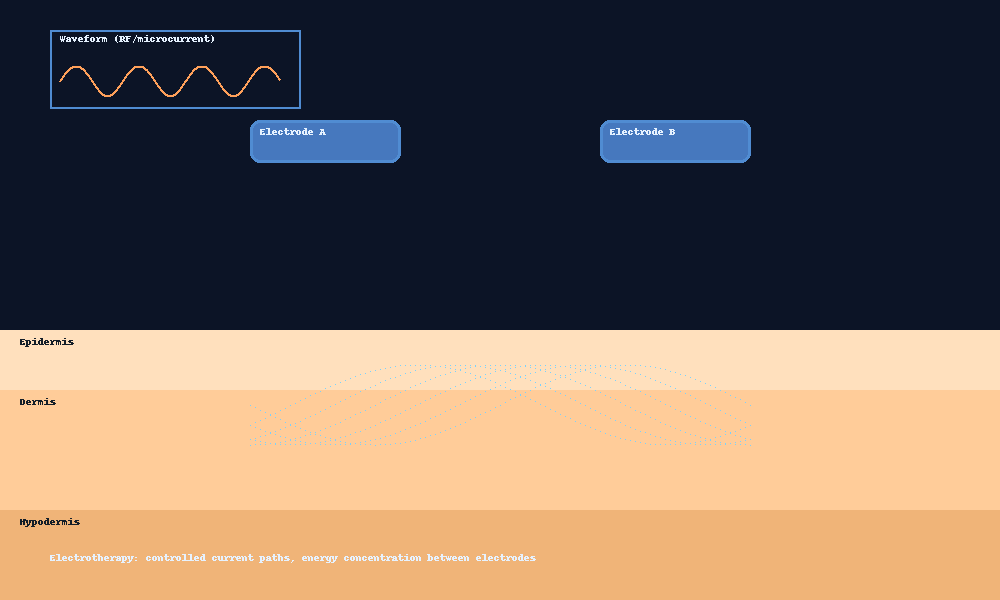 Waveform (RF/microcurrent)
Electrode A
Electrode B
Epidermis
Dermis
Hypodermis
Electrotherapy: controlled current paths, energy concentration between electrodes